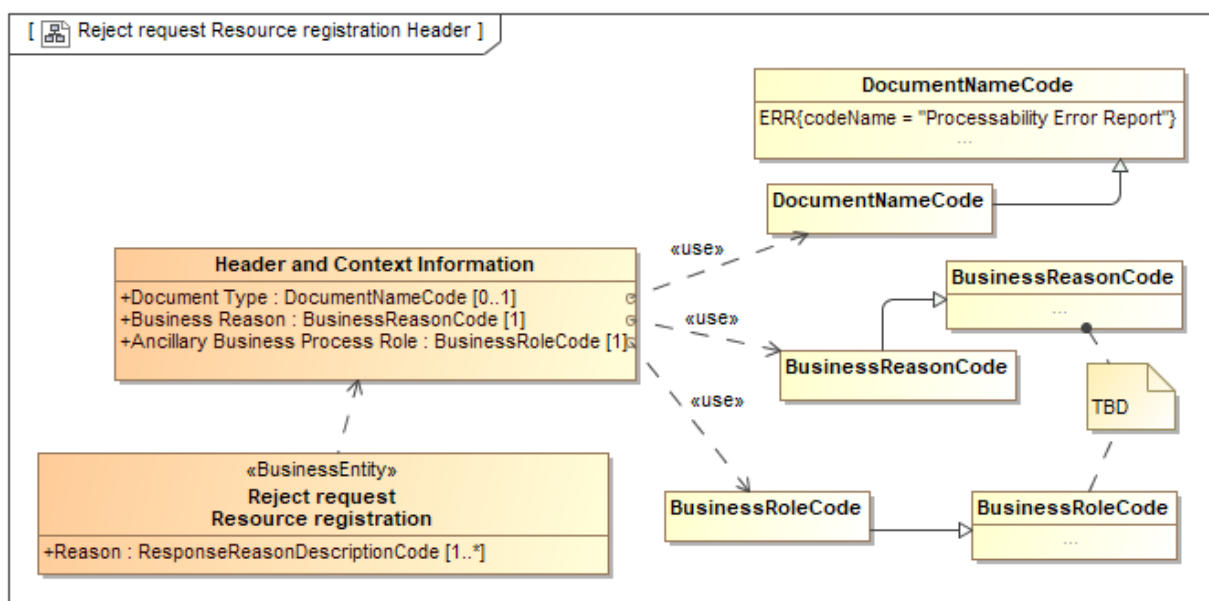 [ Reject request Resource registration Header ]
DocumentNameCode
ERR{codeName = "Processability Error Report"}
...
DocumentNameCode
«use»
Header and Context Information
+Document Type : DocumentNameCode [0..1]
+Business Reason : BusinessReasonCode [1]
+Ancillary Business Process Role : BusinessRoleCode [1]
BusinessReasonCode
...
«use»
BusinessReasonCode
«use»
TBD
«BusinessEntity»
Reject request
Resource registration
+Reason : ResponseReasonDescriptionCode [1..*]
BusinessRoleCode
BusinessRoleCode
...